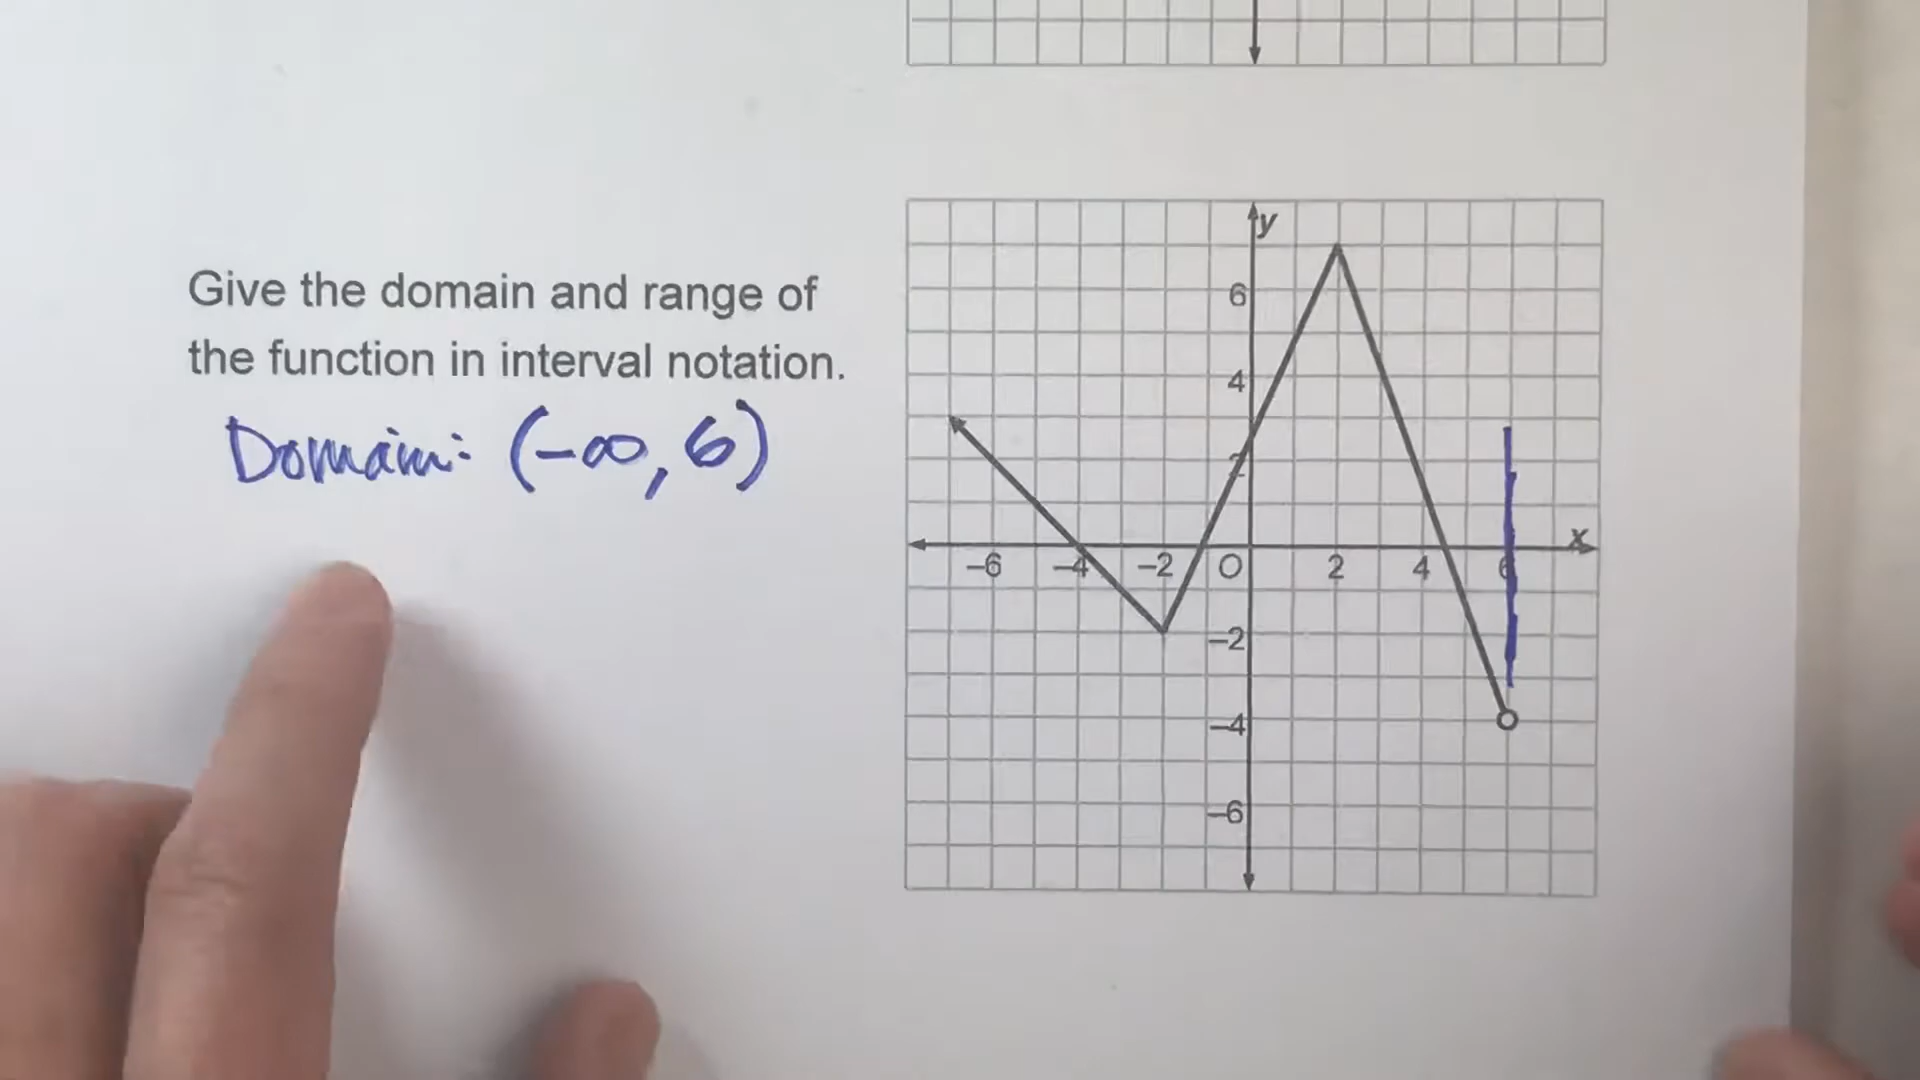 Give the domain and range of
the function in interval notation.
Domain: (-∞, 6)
y
6
4
2
x
–6 –4 –2 O 2 4 6
–2
–4
–6